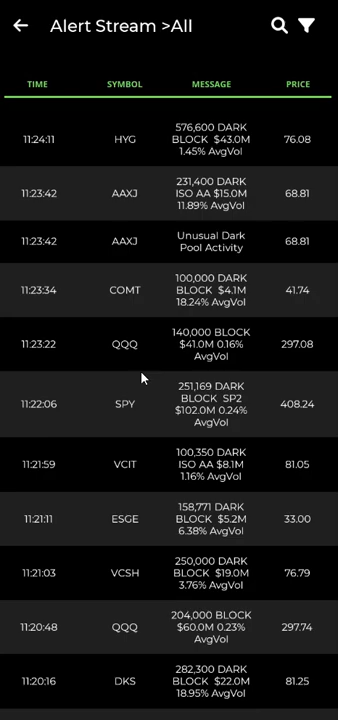 Alert Stream >All
TIME SYMBOL MESSAGE PRICE
576,600 DARK
11:24:11 HYG BLOCK $43.0M 76.08
1.45% AvgVol
231,400 DARK
11:23:42 AAXJ ISO AA $15.0M 68.81
11.89% AvgVol
11:23:42 AAXJ Unusual Dark 68.81
Pool Activity
100,000 DARK
11:23:34 COMT BLOCK $4.1M 41.74
18.24% AvgVol
140,000 BLOCK
11:23:22 QQQ $41.0M 0.16% 297.08
AvgVol
251,169 DARK
11:22:06 SPY BLOCK SP2 408.24
$102.0M 0.24%
AvgVol
100,350 DARK
11:21:59 VCIT ISO AA $8.1M 81.05
1.16% AvgVol
158,771 DARK
11:21:11 ESGE BLOCK $5.2M 33.00
6.38% AvgVol
250,000 DARK
11:21:03 VCSH BLOCK $19.0M 76.79
3.76% AvgVol
204,000 BLOCK
11:20:48 QQQ $60.0M 0.23% 297.74
AvgVol
282,300 DARK
11:20:16 DKS BLOCK $22.0M 81.25
18.95% AvgVol